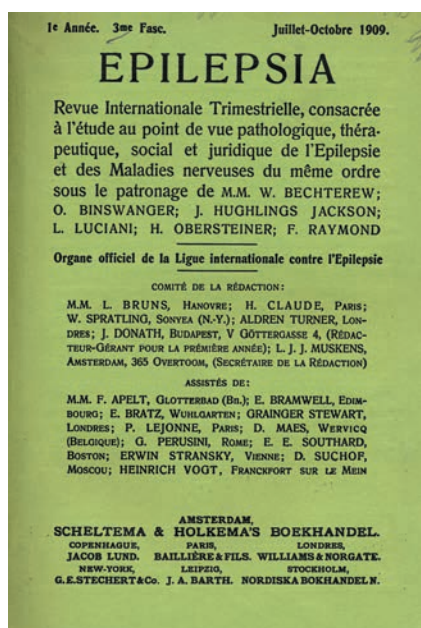 1e Année. 3me Fasc. Juillet-Octobre 1909.
EPILEPSIA
Revue Internationale Trimestrielle, consacrée
à l'étude au point de vue pathologique, théra-
peutique, social et juridique de l'Epilepsie
et des Maladies nerveuses du même ordre
sous le patronage de M.M. W. BECHTEREW;
O. BINSWANGER; J. HUGHLINGS JACKSON;
L. LUCIANI; H. OBERSTEINER; F. RAYMOND
Organe officiel de la Ligue internationale contre l'Epilepsie
COMITÉ DE LA RÉDACTION:
M.M. L. BRUNS, HANOVRE; H. CLAUDE, PARIS;
W. SPRATLING, SONYEA (N.-Y.); ALDREN TURNER, LON-
DRES; J. DONATH, BUDAPEST, V GÖTTERGASSE 4, (RÉDAC-
TEUR-GÉRANT POUR LA PRÉMIÈRE ANNÉE); L. J. J. MUSKENS,
AMSTERDAM, 365 OVERTOOM, (SECRÉTAIRE DE LA RÉDACTION)
ASSISTÉS DE:
M.M. F. APELT, GLOTTERBAD (BN.); E. BRAMWELL, EDIM-
BOURG; E. BRATZ, WUHLGARTEN; GRAINGER STEWART,
LONDRES; P. LEJONNE, PARIS; D. MAES, WERVICQ
(BELGIQUE); G. PERUSINI, ROME; E. E. SOUTHARD,
BOSTON; ERWIN STRANSKY, VIENNE; D. SUCHOF,
MOSCOU; HEINRICH VOGT, FRANCKFORT SUR LE MEIN
AMSTERDAM,
SCHELTEMA & HOLKEMA'S BOEKHANDEL.
COPENHAGUE, PARIS, LONDRES,
JACOB LUND. BAILLIÈRE & FILS. WILLIAMS & NORGATE.
NEW-YORK, LEIPZIG, STOCKHOLM,
G. E. STECHERT & Co. J. A. BARTH. NORDISKA BOKHANDELN.